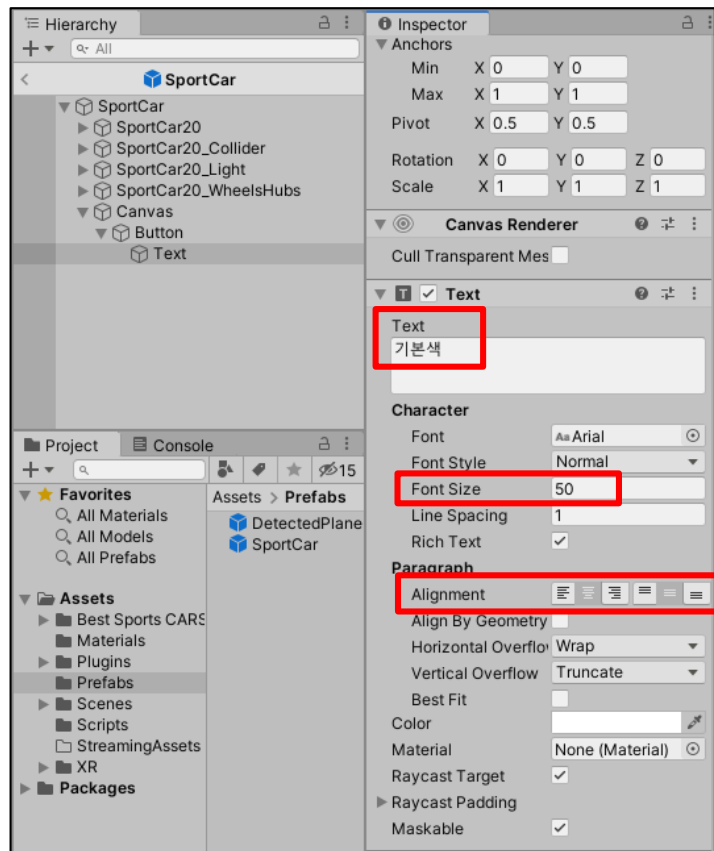 Hierarchy
All
SportCar
SportCar
SportCar20
SportCar20_Collider
SportCar20_Light
SportCar20_WheelsHubs
Canvas
Button
Text
Project
Console
15
Favorites
All Materials
All Models
All Prefabs
Assets
Best Sports CARS
Materials
Plugins
Prefabs
Scenes
Scripts
StreamingAssets
XR
Packages
Assets > Prefabs
DetectedPlane
SportCar
Inspector
Anchors
Min X 0 Y 0
Max X 1 Y 1
Pivot X 0.5 Y 0.5
Rotation X 0 Y 0 Z 0
Scale X 1 Y 1 Z 1
Canvas Renderer
Cull Transparent Mes
Text
Text
기본색
Character
Font Aa Arial
Font Style Normal
Font Size 50
Line Spacing 1
Rich Text
Paragraph
Alignment
Align By Geometry
Horizontal Overflo Wrap
Vertical Overflow Truncate
Best Fit
Color
Material None (Material)
Raycast Target
Raycast Padding
Maskable